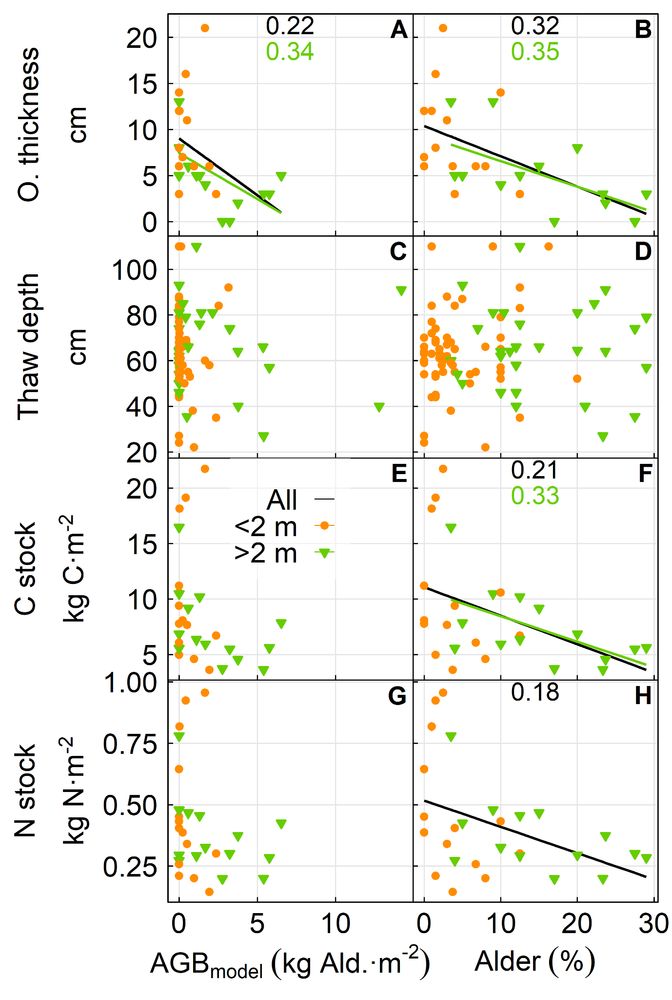 0.22
0.34
A
0.32
0.35
B
O. thickness
cm
20
15
10
5
0
C
D
Thaw depth
cm
100
80
60
40
20
E
All
<2 m
>2 m
0.21
0.33
F
C stock
kg C·m-2
20
15
10
5
G
0.18
H
N stock
kg N·m-2
1.00
0.75
0.50
0.25
0 5 10 0 10 20 30
AGBmodel (kg Ald.·m-2) Alder (%)